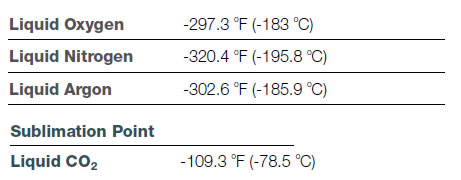 Liquid Oxygen -297.3 °F (-183 °C)
Liquid Nitrogen -320.4 °F (-195.8 °C)
Liquid Argon -302.6 °F (-185.9 °C)
Sublimation Point
Liquid CO₂ -109.3 °F (-78.5 °C)